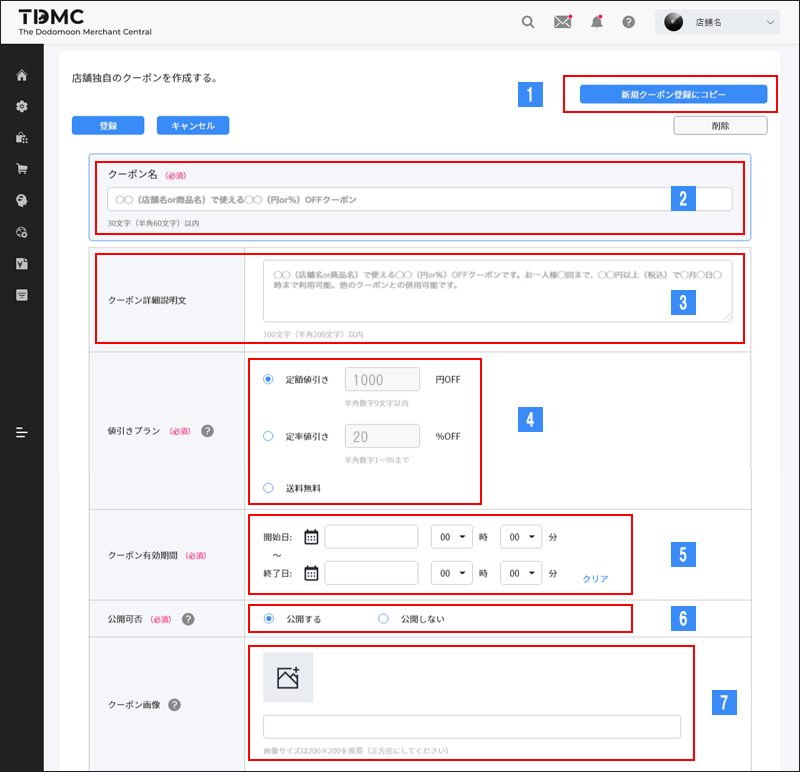 TDMC
The Dodomoon Merchant Central
店舗名
店舗独自のクーポンを作成する。
1
新規クーポン登録にコピー
登録
キャンセル
削除
クーポン名 (必須)
〇〇（店舗名or商品名）で使える〇〇（円or%）OFFクーポン
2
30文字（半角60文字）以内
クーポン詳細説明文
〇〇（店舗名or商品名）で使える〇〇（円or%）OFFクーポンです。お一人様〇回まで、〇〇円以上（税込）で〇月〇日〇
時まで利用可能。他のクーポンとの併用可能です。
3
100文字（半角200文字）以内
値引きプラン (必須) ?
定額値引き 1000 円OFF
半角数字9文字以内
4
定率値引き 20 %OFF
半角数字1〜99まで
送料無料
クーポン有効期間 (必須)
開始日: 00 時 00 分
〜
5
終了日: 00 時 00 分
クリア
公開可否 (必須) ?
公開する
公開しない
6
クーポン画像 ?
7
画像サイズは200×200を推奨（正方形にしてください）